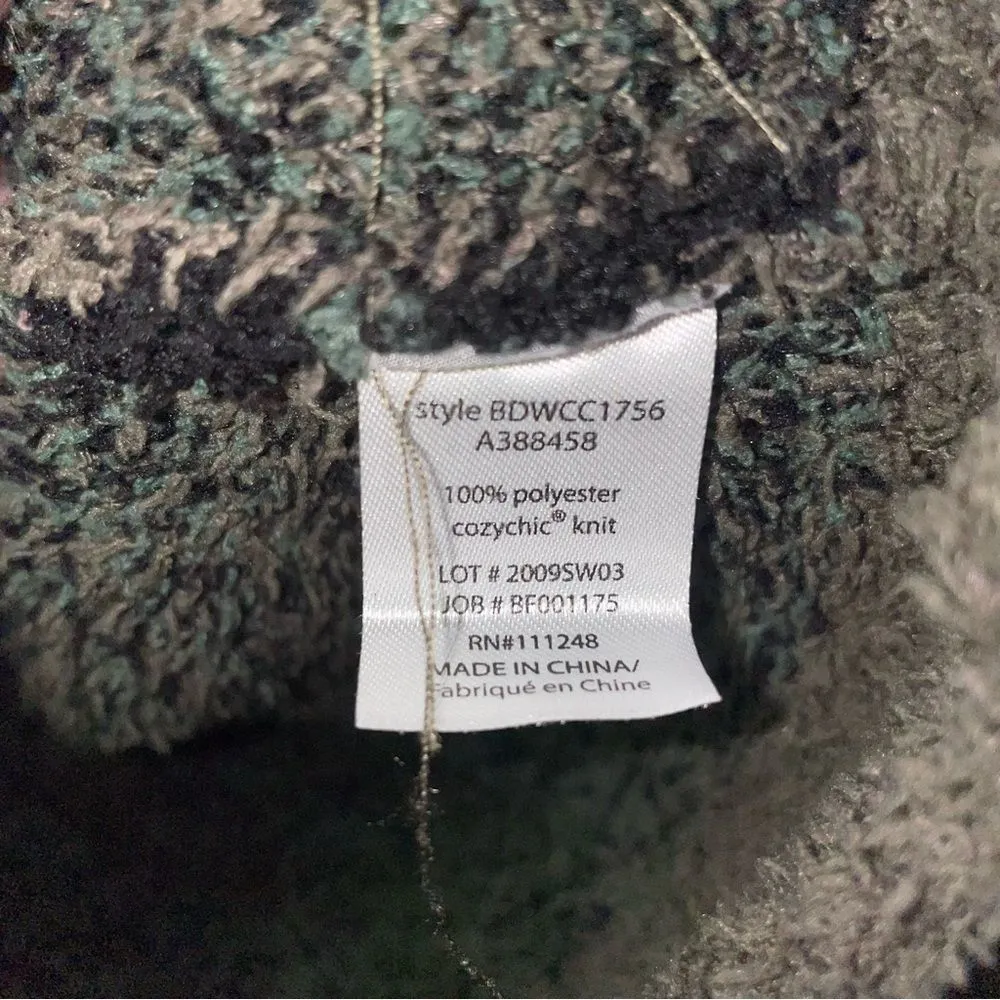 style BDWCC1756
A388458
100% polyester
cozychic® knit
LOT # 2009SW03
JOB # BF001175
RN#111248
MADE IN CHINA/
Fabriqué en Chine